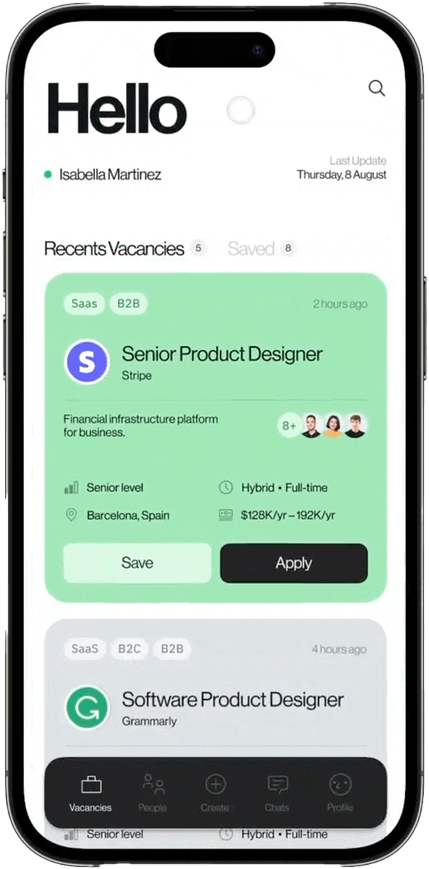 Hello
Isabella Martinez
Last Update
Thursday, 8 August
Recents Vacancies 5 Saved 8
Saas B2B 2 hours ago
S
Senior Product Designer
Stripe
Financial infrastructure platform
for business.
8+
Senior level Hybrid • Full-time
Barcelona, Spain $128K/yr – 192K/yr
Save Apply
SaaS B2C B2B 4 hours ago
G
Software Product Designer
Grammarly
Vacancies People Create Chats Profile
Senior level Hybrid • Full-time